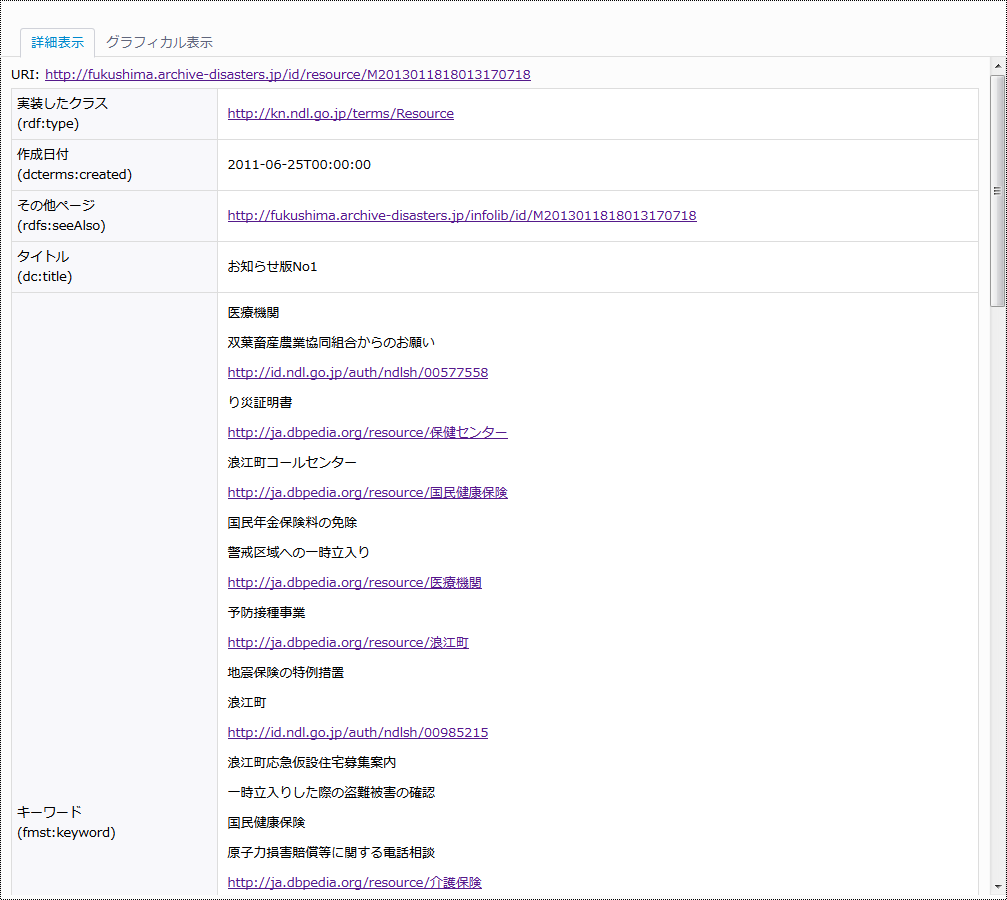 詳細表示 グラフィカル表示
URI: http://fukushima.archive-disasters.jp/id/resource/M2013011818013170718
実装したクラス
(rdf:type)
http://kn.ndl.go.jp/terms/Resource
作成日付
(dcterms:created)
2011-06-25T00:00:00
その他ページ
(rdfs:seeAlso)
http://fukushima.archive-disasters.jp/infolib/id/M2013011818013170718
タイトル
(dc:title)
お知らせ版No1
キーワード
(fmst:keyword)
医療機関
双葉畜産農業協同組合からのお願い
http://id.ndl.go.jp/auth/ndlsh/00577558
り災証明書
http://ja.dbpedia.org/resource/保健センター
浪江町コールセンター
http://ja.dbpedia.org/resource/国民健康保険
国民年金保険料の免除
警戒区域への一時立入り
http://ja.dbpedia.org/resource/医療機関
予防接種事業
http://ja.dbpedia.org/resource/浪江町
地震保険の特例措置
浪江町
http://id.ndl.go.jp/auth/ndlsh/00985215
浪江町応急仮設住宅募集案内
一時立入りした際の盗難被害の確認
国民健康保険
原子力損害賠償等に関する電話相談
http://ja.dbpedia.org/resource/介護保険